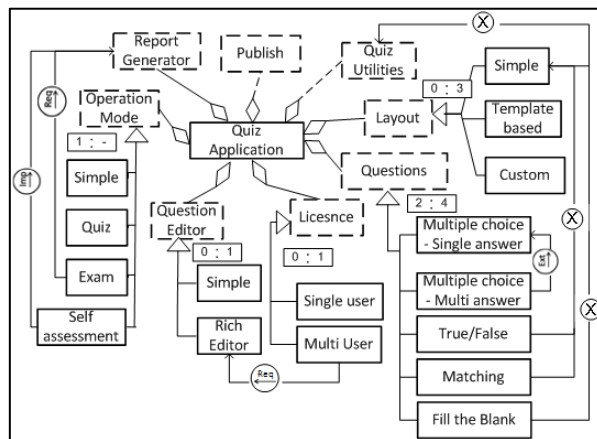 X
Report
Generator
Publish
Quiz
Utilities
Simple
Req
Operation
Mode
0 : 3
Layout
Template
based
Quiz
Application
1 : -
Custom
Imp
Simple
Questions
2 : 4
Question
Editor
Licesnce
X
Quiz
Multiple choice
- Single answer
0 : 1
0 : 1
Ext
Exam
Simple
Multiple choice
- Multi answer
Single user
X
Self
assessment
Rich
Editor
Multi User
True/False
Req
Matching
Fill the Blank